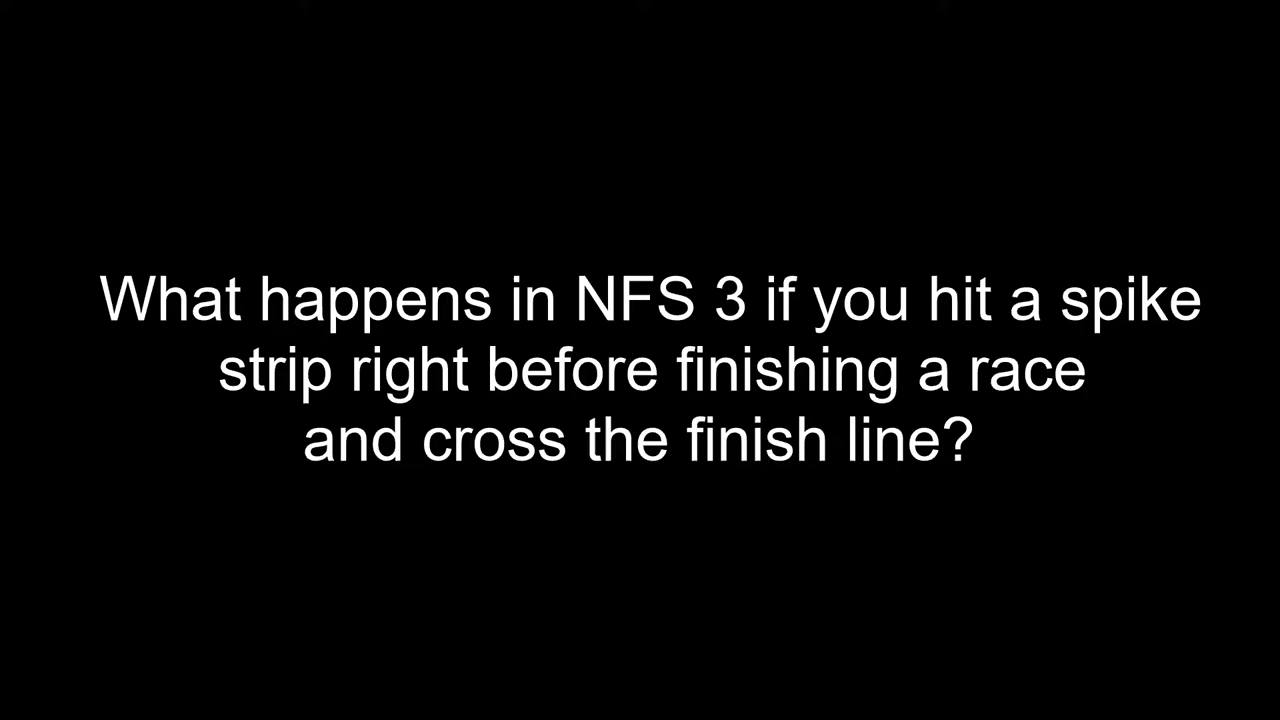 What happens in NFS 3 if you hit a spike
strip right before finishing a race
and cross the finish line?